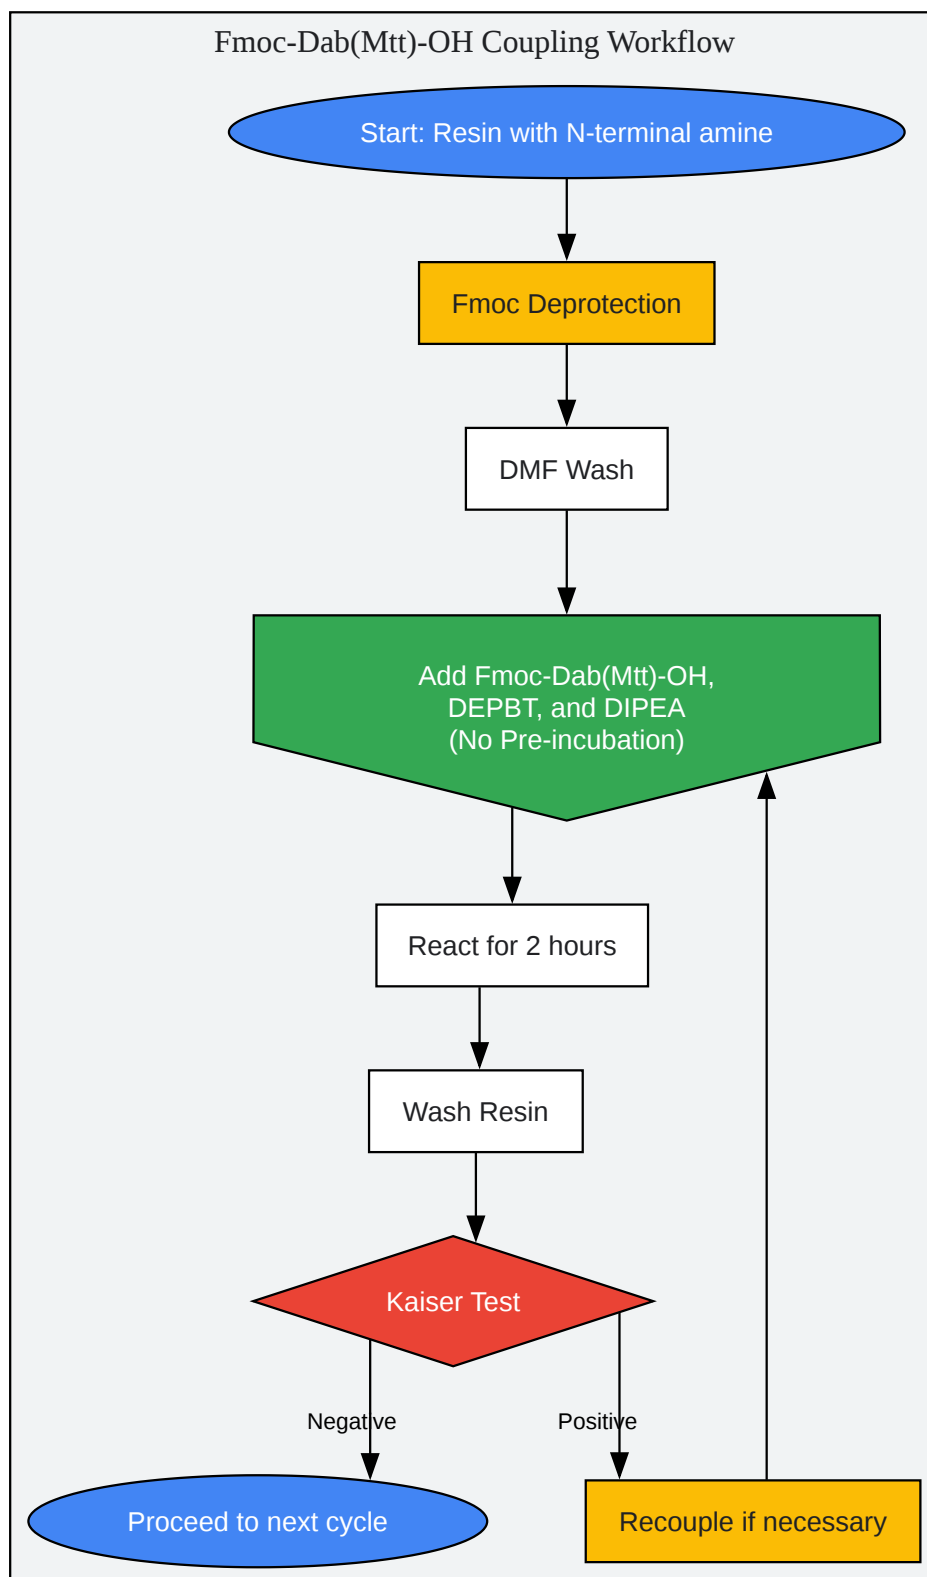 Fmoc-Dab(Mtt)-OH Coupling Workflow
Start: Resin with N-terminal amine
Fmoc Deprotection
DMF Wash
Add Fmoc-Dab(Mtt)-OH,
DEPBT, and DIPEA
(No Pre-incubation)
React for 2 hours
Wash Resin
Kaiser Test
Negative
Positive
Proceed to next cycle
Recouple if necessary